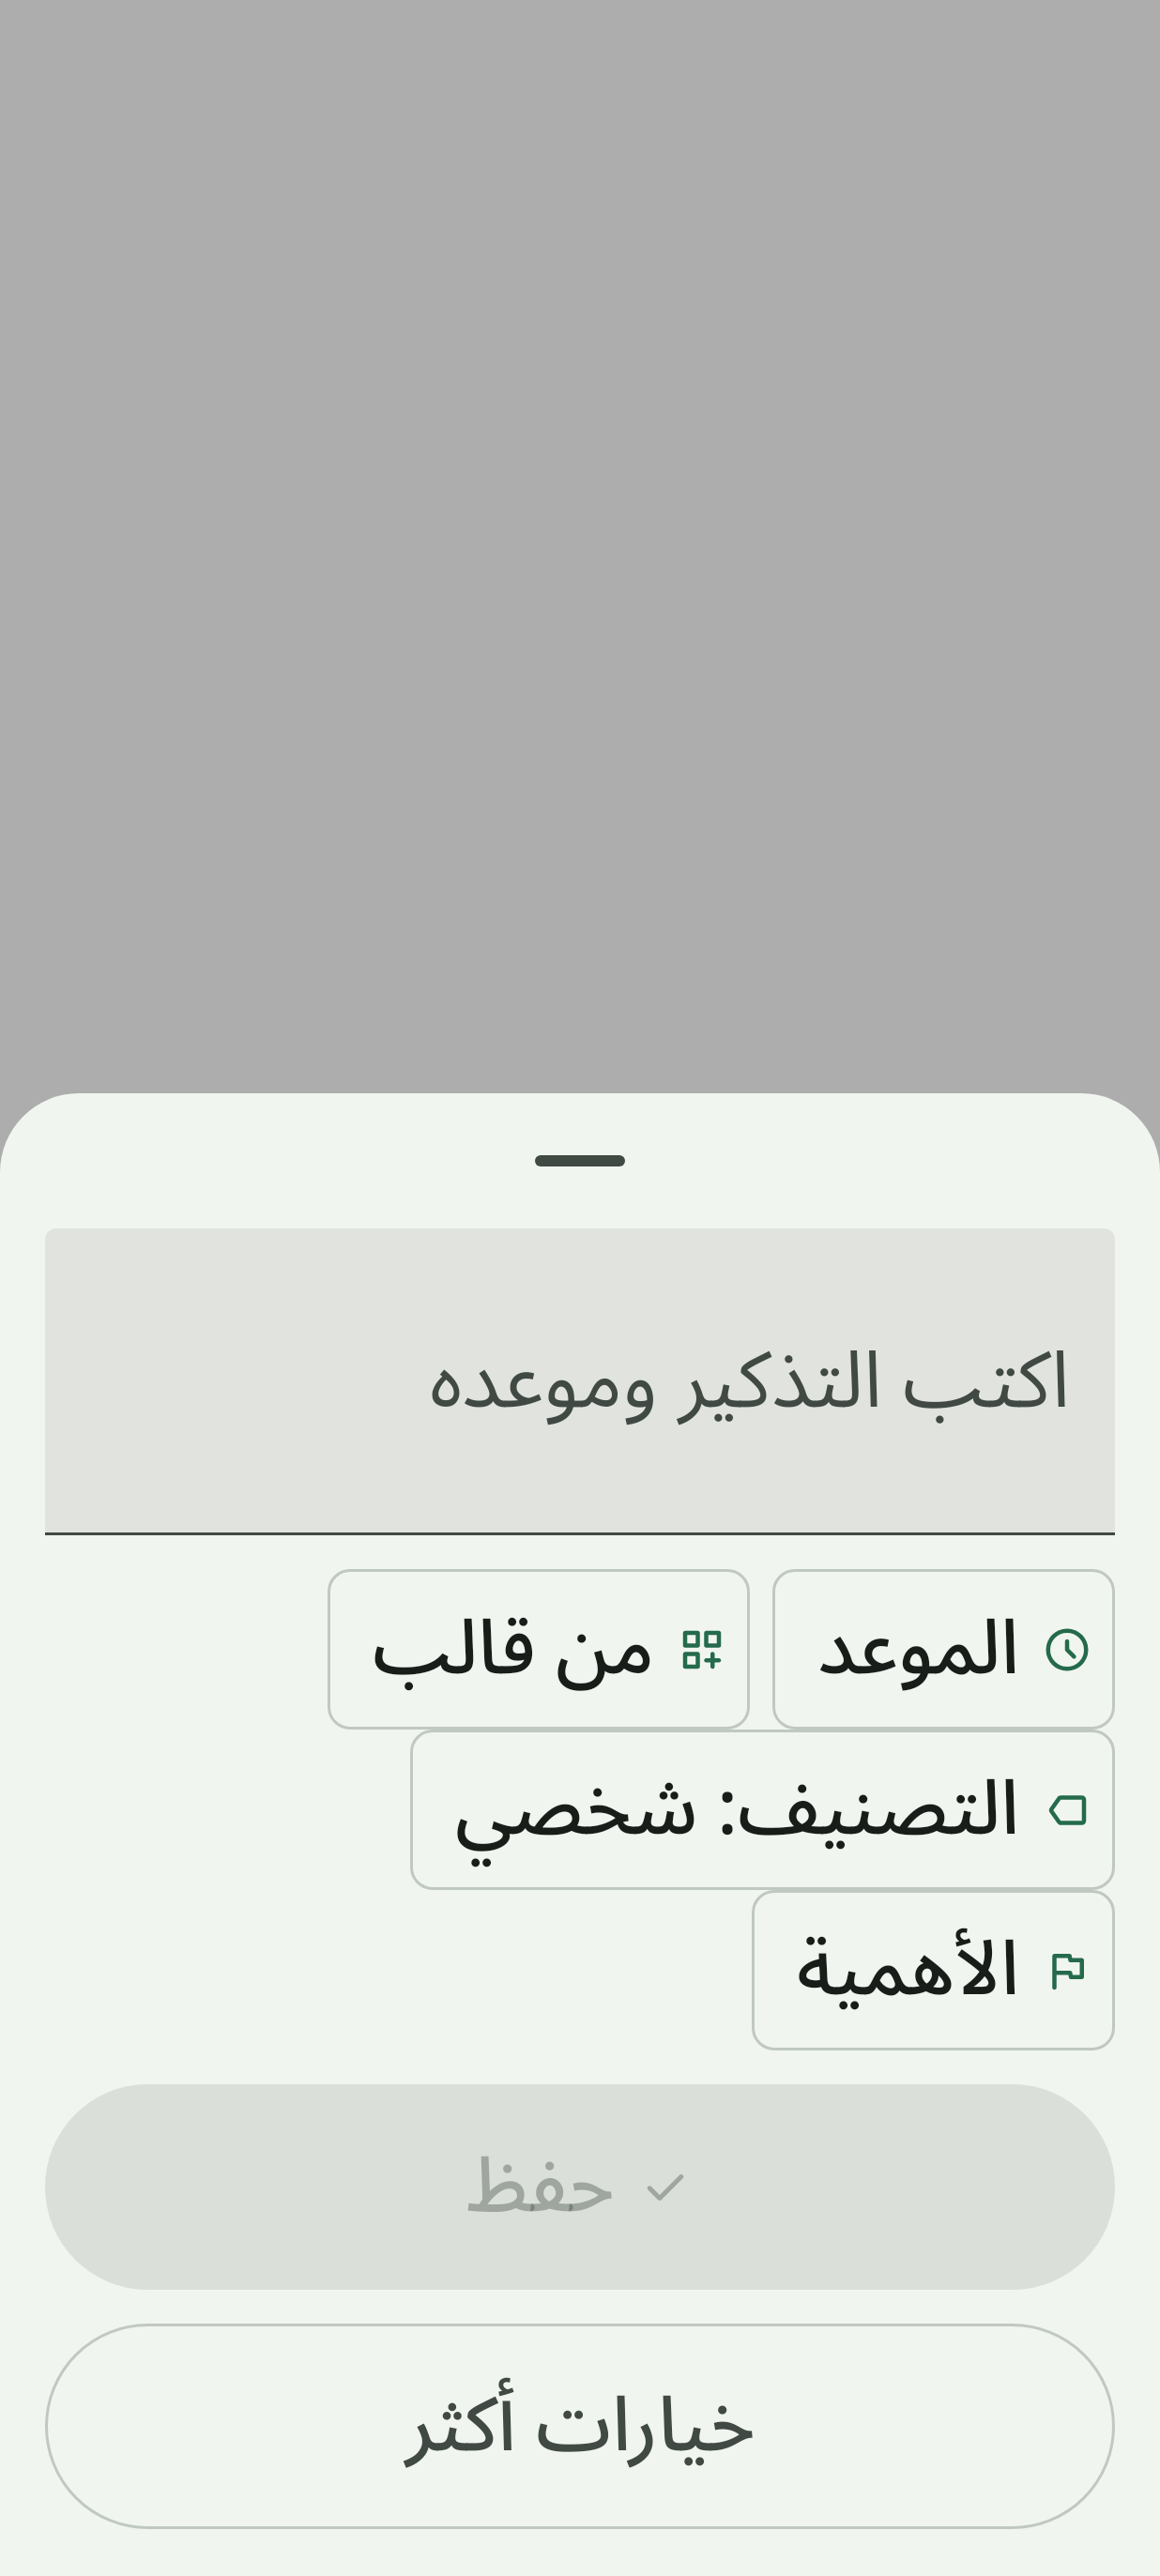 اكتب التذكير وموعده
الموعد من قالب
التصنيف: شخصي
الأهمية
حفظ
خيارات أكثر